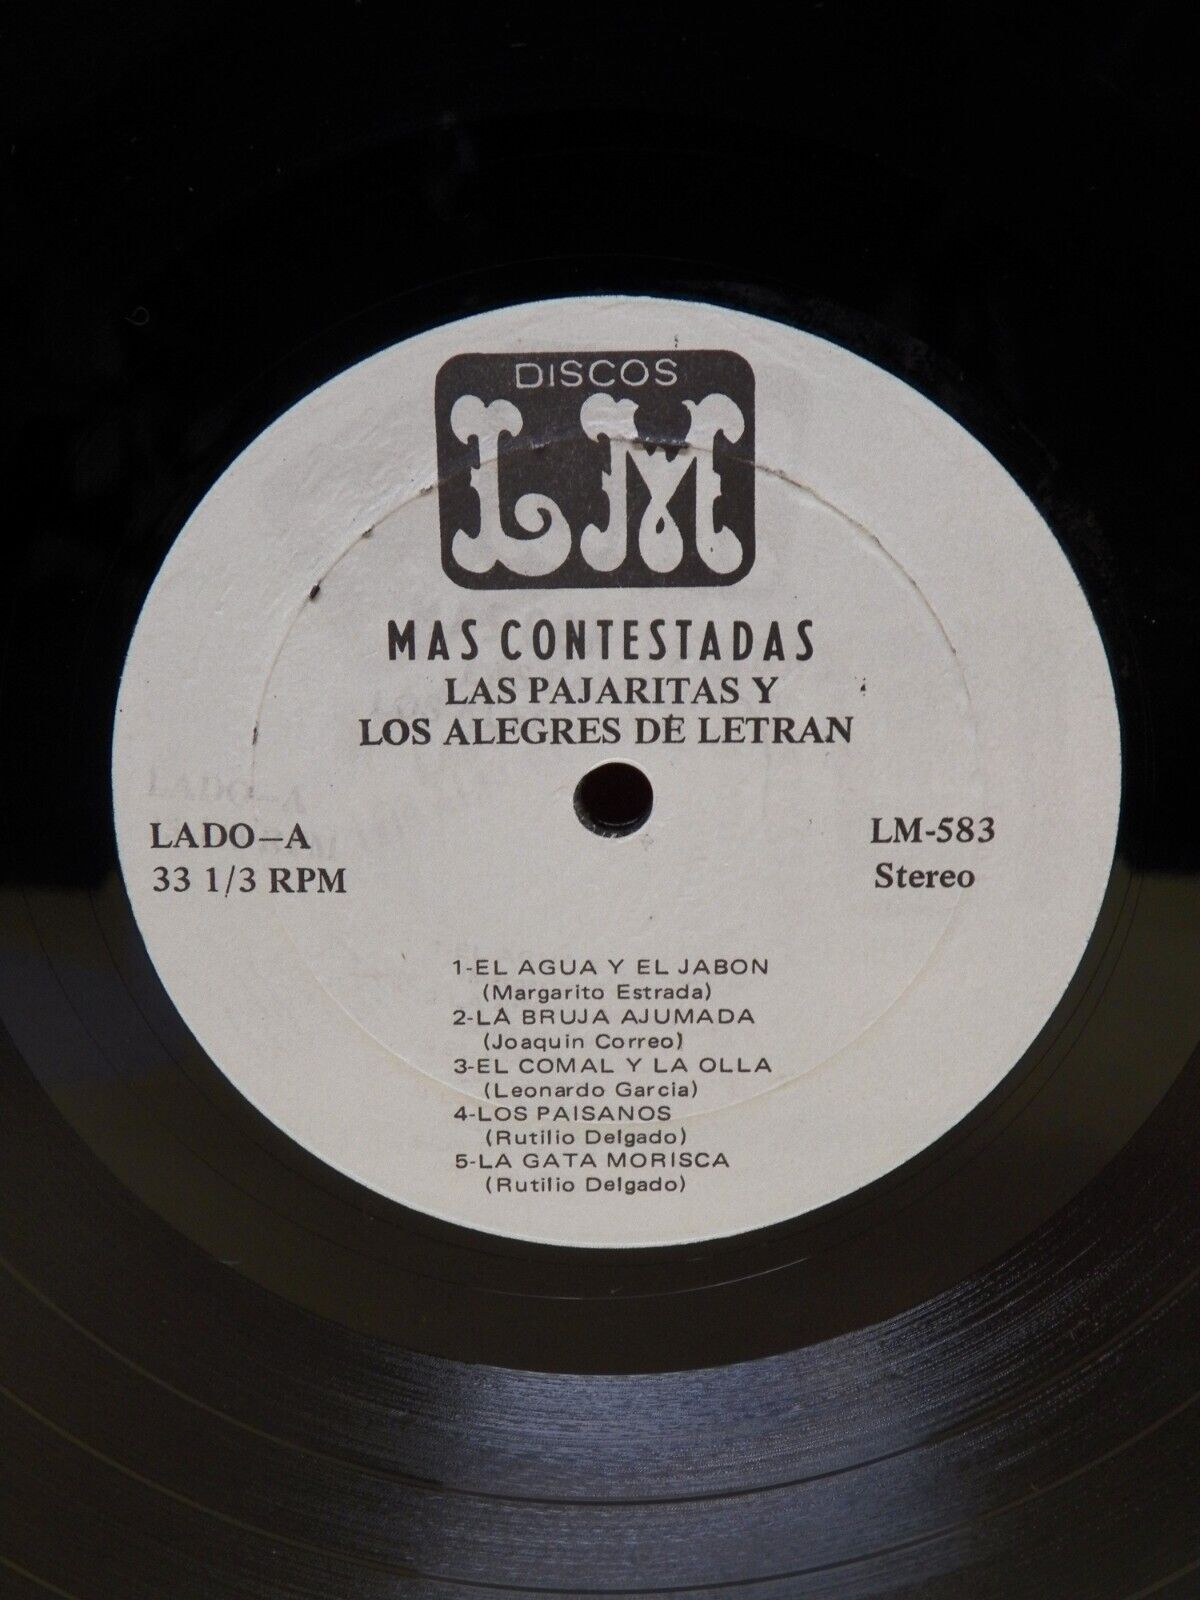 DISCOS
LM
MAS CONTESTADAS
LAS PAJARITAS Y
LOS ALEGRES DE LETRAN
LADO-A
33 1/3 RPM
LM-583
Stereo
1-EL AGUA Y EL JABON
(Margarito Estrada)
2-LA BRUJA AJUMADA
(Joaquin Correo)
3-EL COMAL Y LA OLLA
(Leonardo Garcia)
4-LOS PAISANOS
(Rutilio Delgado)
5-LA GATA MORISCA
(Rutilio Delgado)